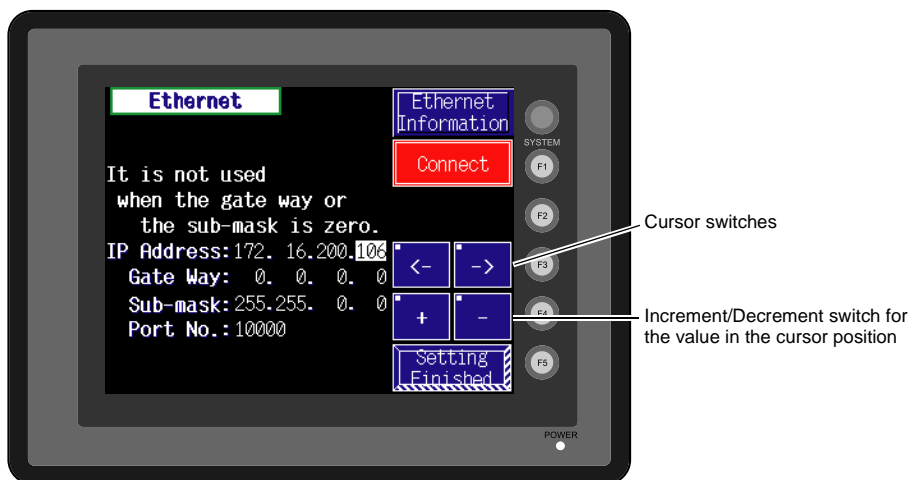 Ethernet
Ethernet
Information
SYSTEM
Connect
F1
It is not used
when the gate way or
the sub-mask is zero.
F2
Cursor switches
IP Address:172. 16.200.106
<-
->
F3
Gate Way: 0. 0. 0. 0
Sub-mask:255.255. 0. 0
+
-
F4
Increment/Decrement switch for
the value in the cursor position
Port No.:10000
Setting
Finished
F5
POWER